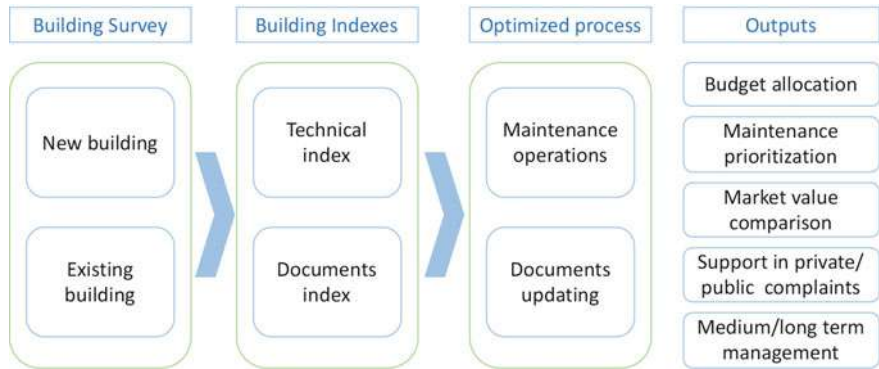 Building Survey
Building Indexes
Optimized process
Outputs
New building
Existing
building
Technical
index
Documents
index
Maintenance
operations
Documents
updating
Budget allocation
Maintenance
prioritization
Market value
comparison
Support in private/
public complaints
Medium/long term
management